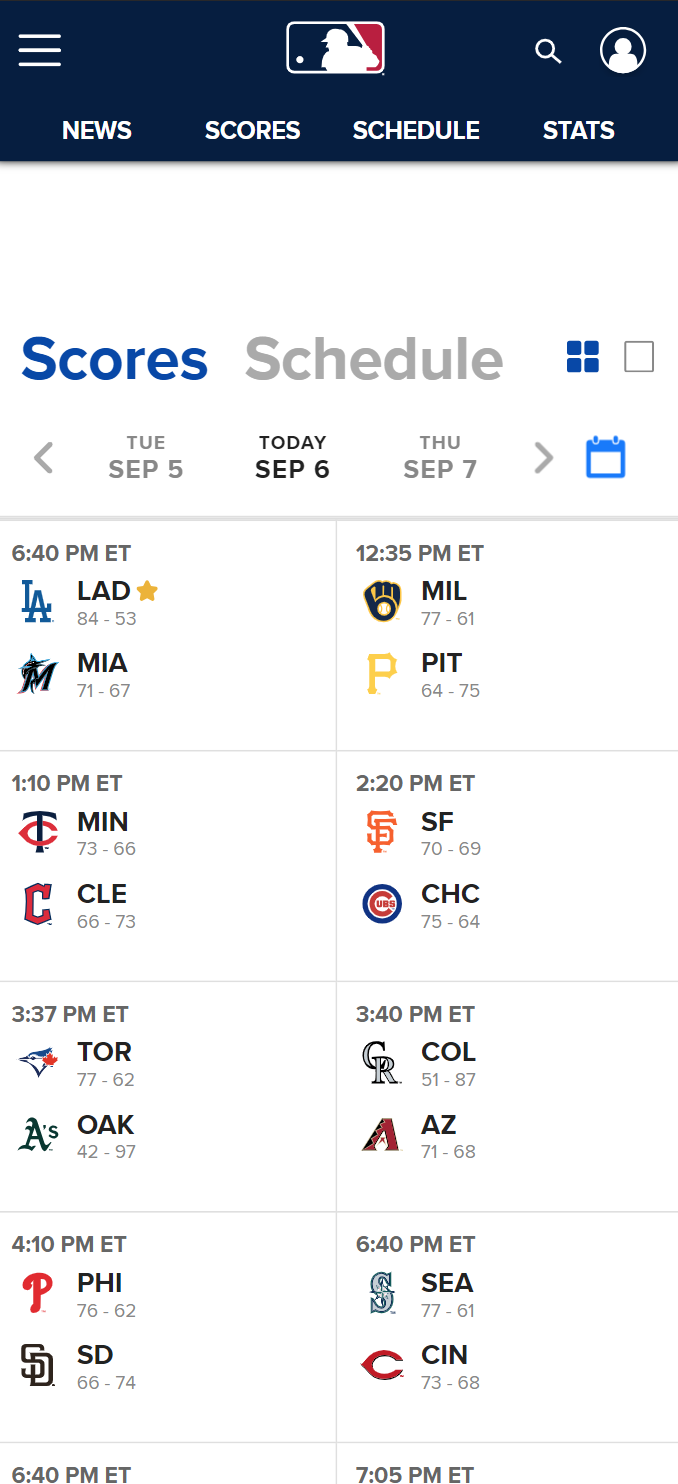 NEWS SCORES SCHEDULE STATS
Scores Schedule
TUE
SEP 5
TODAY
SEP 6
THU
SEP 7
6:40 PM ET
LAD
84 - 53
MIA
71 - 67
12:35 PM ET
MIL
77 - 61
PIT
64 - 75
1:10 PM ET
MIN
73 - 66
CLE
66 - 73
2:20 PM ET
SF
70 - 69
CHC
75 - 64
3:37 PM ET
TOR
77 - 62
OAK
42 - 97
3:40 PM ET
COL
51 - 87
AZ
71 - 68
4:10 PM ET
PHI
76 - 62
SD
66 - 74
6:40 PM ET
SEA
77 - 61
CIN
73 - 68
6:40 PM ET
7:05 PM ET